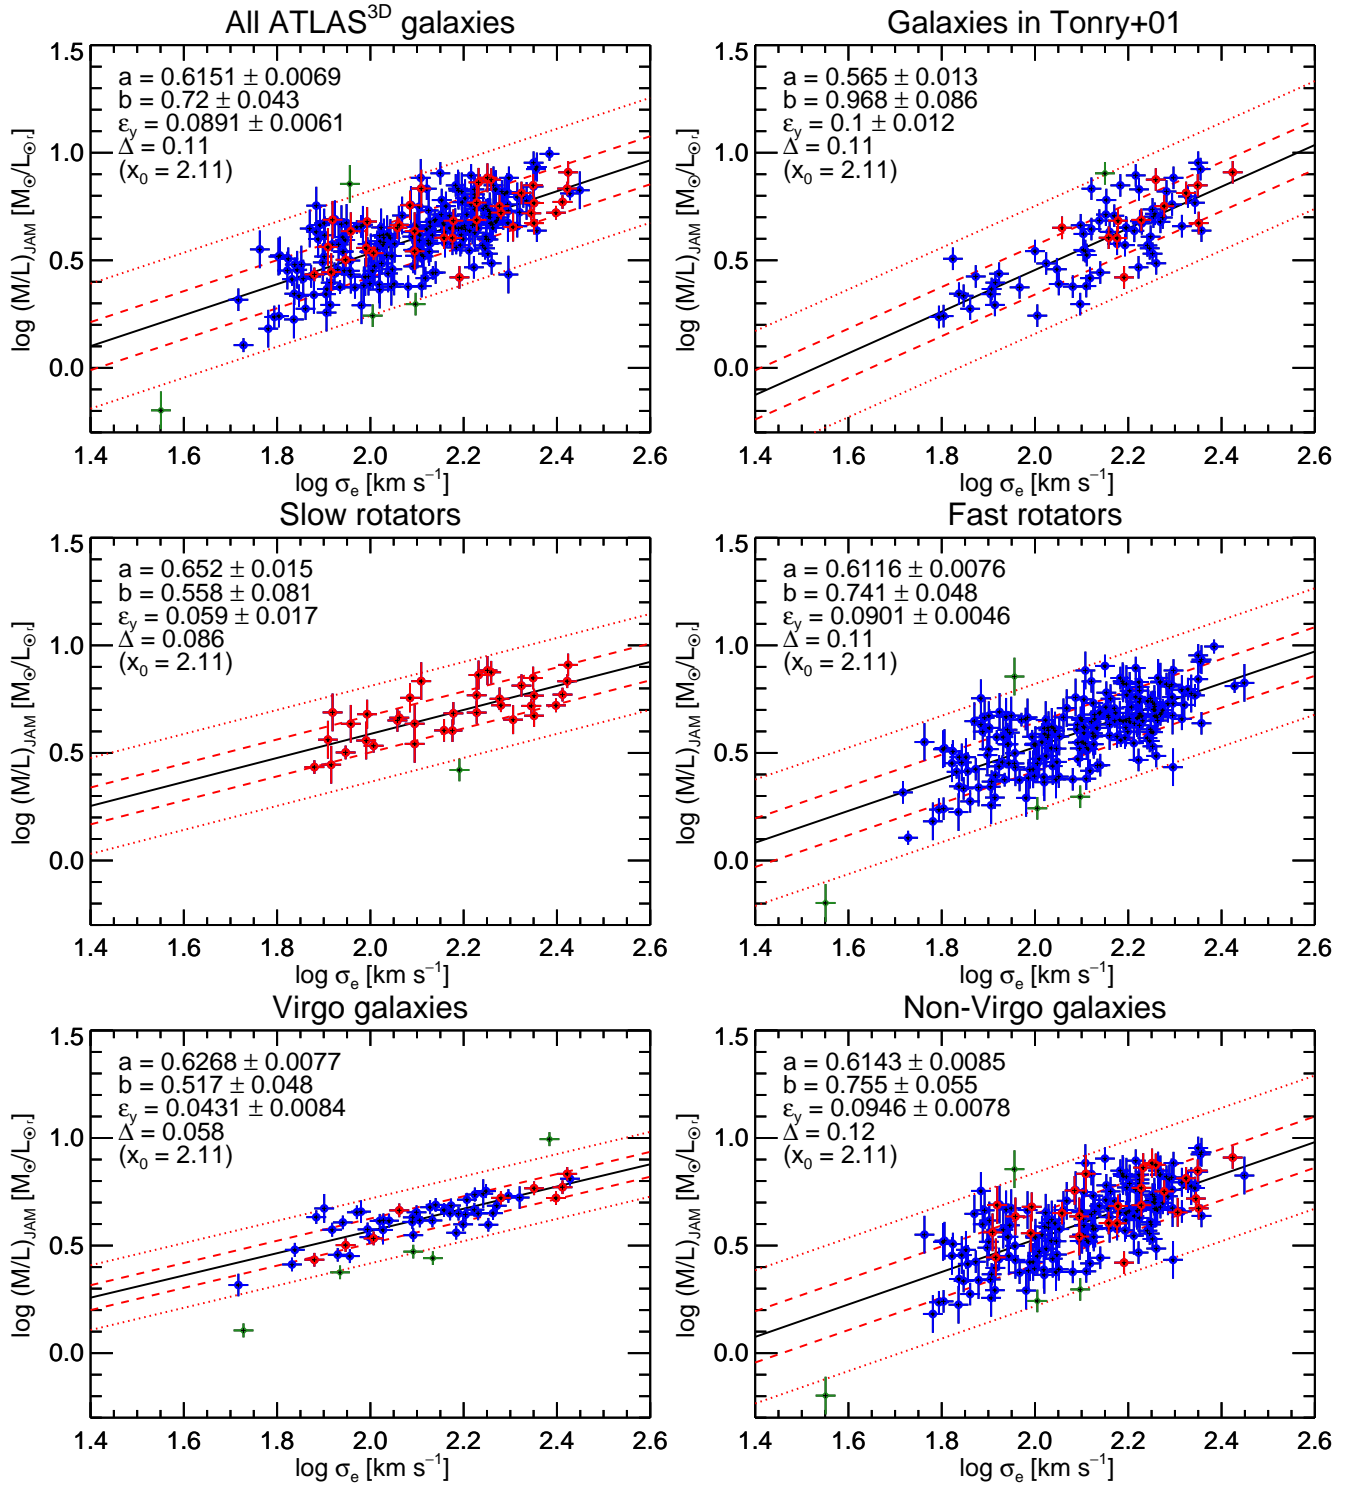 All ATLAS³ᴰ galaxies
a = 0.6151 ± 0.0069
b = 0.72 ± 0.043
εy = 0.0891 ± 0.0061
Δ = 0.11
(x₀ = 2.11)
log (M/L)JAM [M⊙/L⊙r]
1.5
1.0
0.5
0.0
1.4 1.6 1.8 2.0 2.2 2.4 2.6
log σe [km s⁻¹]
Galaxies in Tonry+01
a = 0.565 ± 0.013
b = 0.968 ± 0.086
εy = 0.1 ± 0.012
Δ = 0.11
(x₀ = 2.11)
log (M/L)JAM [M⊙/L⊙r]
1.5
1.0
0.5
0.0
1.4 1.6 1.8 2.0 2.2 2.4 2.6
log σe [km s⁻¹]
Slow rotators
a = 0.652 ± 0.015
b = 0.558 ± 0.081
εy = 0.059 ± 0.017
Δ = 0.086
(x₀ = 2.11)
log (M/L)JAM [M⊙/L⊙r]
1.5
1.0
0.5
0.0
1.4 1.6 1.8 2.0 2.2 2.4 2.6
log σe [km s⁻¹]
Fast rotators
a = 0.6116 ± 0.0076
b = 0.741 ± 0.048
εy = 0.0901 ± 0.0046
Δ = 0.11
(x₀ = 2.11)
log (M/L)JAM [M⊙/L⊙r]
1.5
1.0
0.5
0.0
1.4 1.6 1.8 2.0 2.2 2.4 2.6
log σe [km s⁻¹]
Virgo galaxies
a = 0.6268 ± 0.0077
b = 0.517 ± 0.048
εy = 0.0431 ± 0.0084
Δ = 0.058
(x₀ = 2.11)
log (M/L)JAM [M⊙/L⊙r]
1.5
1.0
0.5
0.0
1.4 1.6 1.8 2.0 2.2 2.4 2.6
log σe [km s⁻¹]
Non-Virgo galaxies
a = 0.6143 ± 0.0085
b = 0.755 ± 0.055
εy = 0.0946 ± 0.0078
Δ = 0.12
(x₀ = 2.11)
log (M/L)JAM [M⊙/L⊙r]
1.5
1.0
0.5
0.0
1.4 1.6 1.8 2.0 2.2 2.4 2.6
log σe [km s⁻¹]